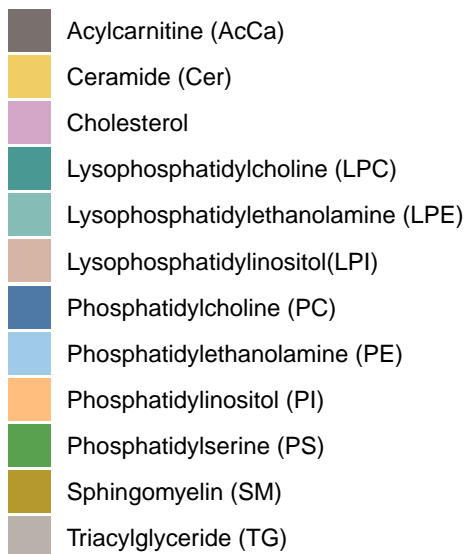 Acylcarnitine (AcCa)
Ceramide (Cer)
Cholesterol
Lysophosphatidylcholine (LPC)
Lysophosphatidylethanolamine (LPE)
Lysophosphatidylinositol(LPI)
Phosphatidylcholine (PC)
Phosphatidylethanolamine (PE)
Phosphatidylinositol (PI)
Phosphatidylserine (PS)
Sphingomyelin (SM)
Triacylglyceride (TG)